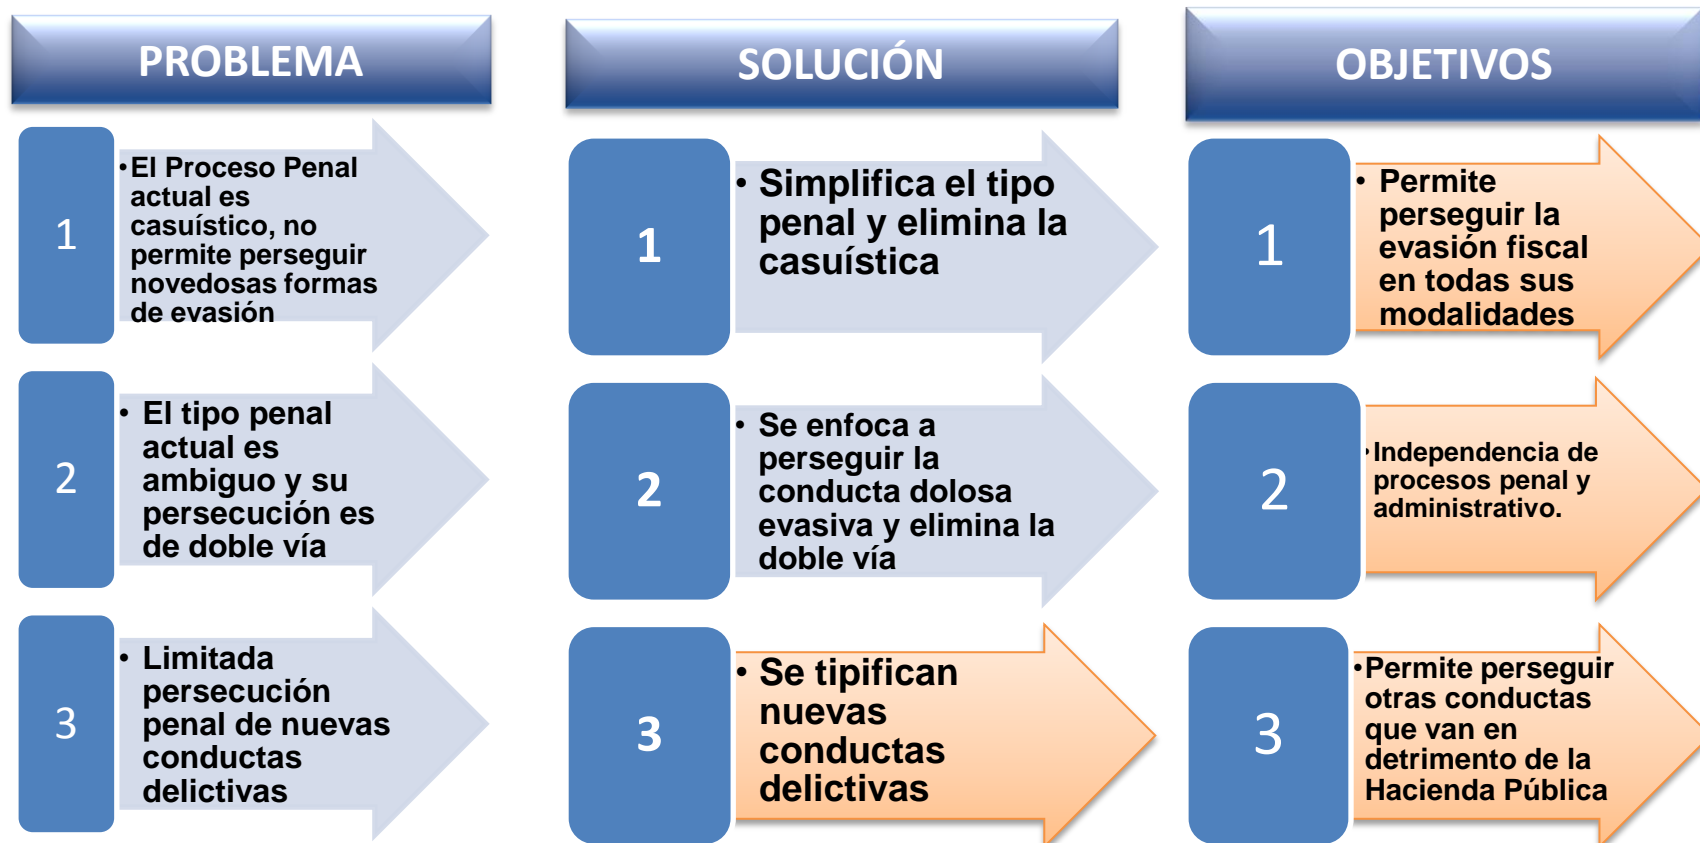 PROBLEMA
1
•El Proceso Penal
actual es
casuístico, no
permite perseguir
novedosas formas
de evasión
2
• El tipo penal
actual es
ambiguo y su
persecución es
de doble vía
3
• Limitada
persecución
penal de nuevas
conductas
delictivas
SOLUCIÓN
1
• Simplifica el tipo
penal y elimina la
casuística
2
• Se enfoca a
perseguir la
conducta dolosa
evasiva y elimina la
doble vía
3
• Se tipifican
nuevas
conductas
delictivas
OBJETIVOS
1
• Permite
perseguir la
evasión fiscal
en todas sus
modalidades
2
•Independencia de
procesos penal y
administrativo.
3
•Permite perseguir
otras conductas
que van en
detrimento de la
Hacienda Pública